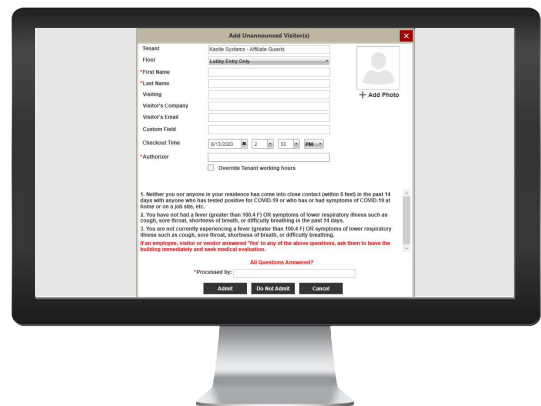 Add Unannounced Visitor(s)
Tenant Kastle Systems - Affiliate Guests
Floor Lobby Entry Only
*First Name
*Last Name
Visiting
+ Add Photo
Visitor's Company
Visitor's Email
Custom Field
Checkout Time 8/13/2020 2 53 PM
*Authorizer
Override Tenant working hours
1. Neither you nor anyone in your residence has come into close contact (within 6 feet) in the past 14
days with anyone who has tested positive for COVID-19 or who has or had symptoms of COVID-19 at
home or on a job site, etc.
2. You have not had a fever (greater than 100.4 F) OR symptoms of lower respiratory illness such as
cough, sore throat, shortness of breath, or difficulty breathing in the past 14 days.
3. You are not currently experiencing a fever (greater than 100.4 F) OR symptoms of lower respiratory
illness such as cough, sore throat, shortness of breath, or difficulty breathing.
If an employee, visitor or vendor answered 'Yes' to any of the above questions, ask them to leave the
building immediately and seek medical evaluation.
All Questions Answered?
*Processed by:
Admit Do Not Admit Cancel